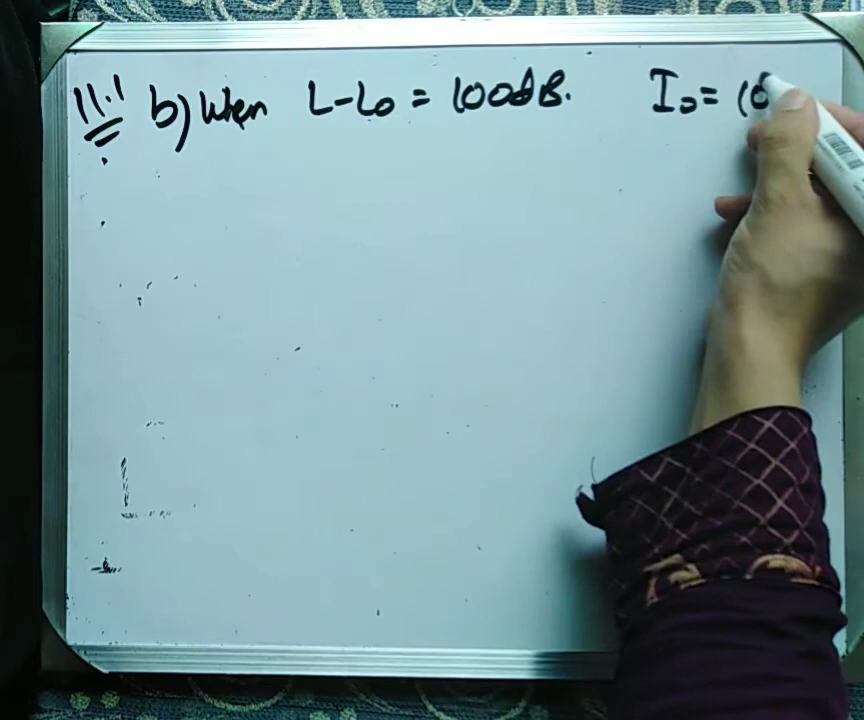 11.1 b) When L-L₀ = 100dB. I₀ = 10